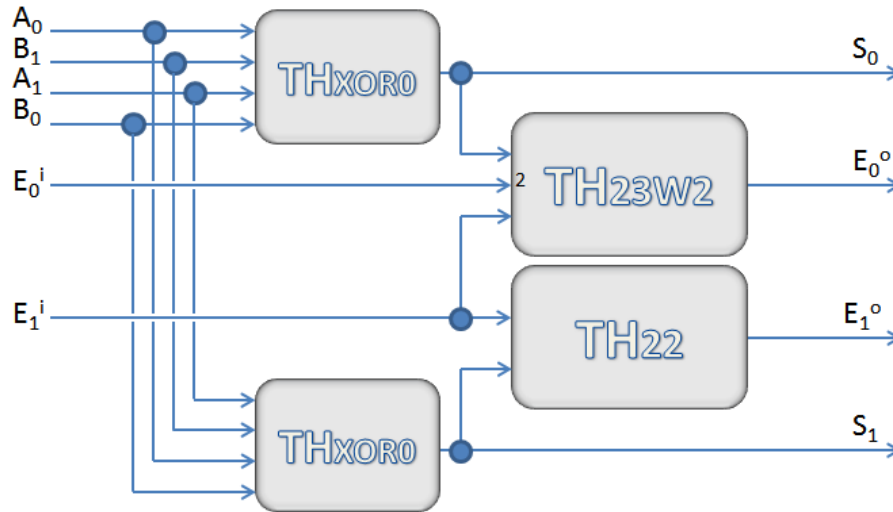 A₀
B₁
A₁
B₀
THXOR0
S₀
E₀ⁱ
2
TH23W2
E₀ᵒ
E₁ⁱ
TH22
E₁ᵒ
THXOR0
S₁